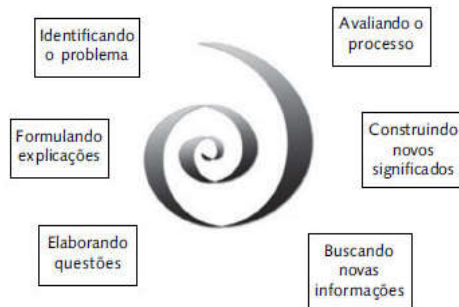 Identificando
o problema
Avaliando o
processo
Formulando
explicações
Construindo
novos
significados
Elaborando
questões
Buscando
novas
informações